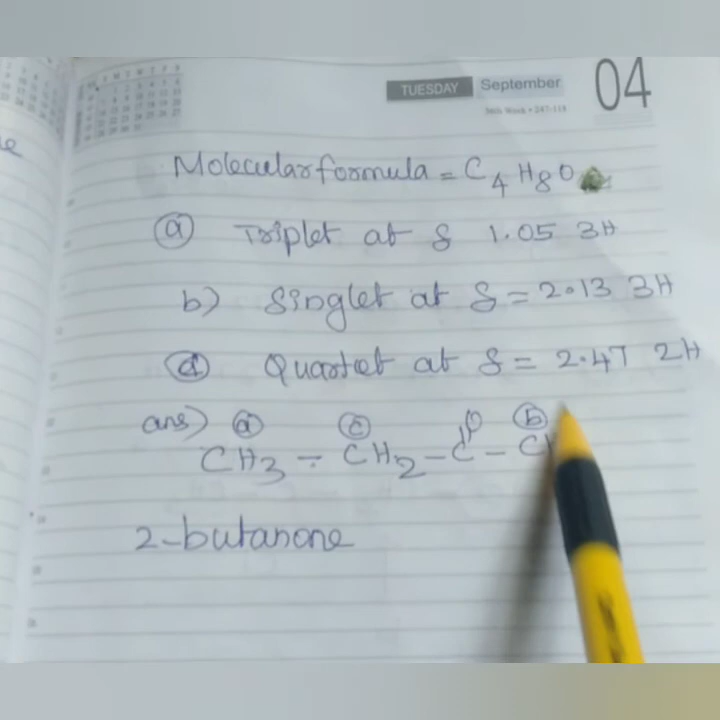 TUESDAY September 04
Molecular formula = C4H8O
a) Triplet at δ 1.05 3H
b) Singlet at δ = 2.13 3H
Quartet at δ = 2.47 2H
ans) a c O b
CH3 - CH2 - C - C
2-butanone